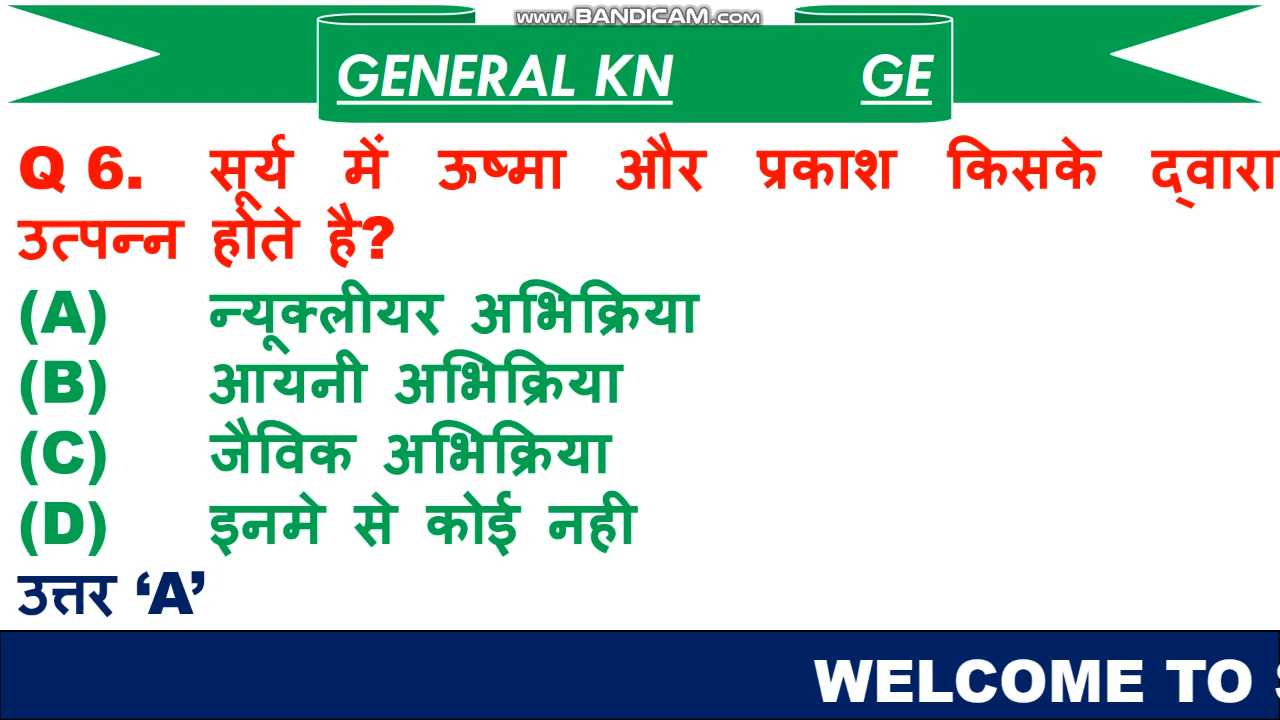 www.BANDICAM.com
GENERAL KN GE
Q 6. सूर्य में ऊष्मा और प्रकाश किसके द्वारा
उत्पन्न होते है?
(A) न्यूक्लीयर अभिक्रिया
(B) आयनी अभिक्रिया
(C) जैविक अभिक्रिया
(D) इनमे से कोई नही
उत्तर ‘A’
WELCOME TO